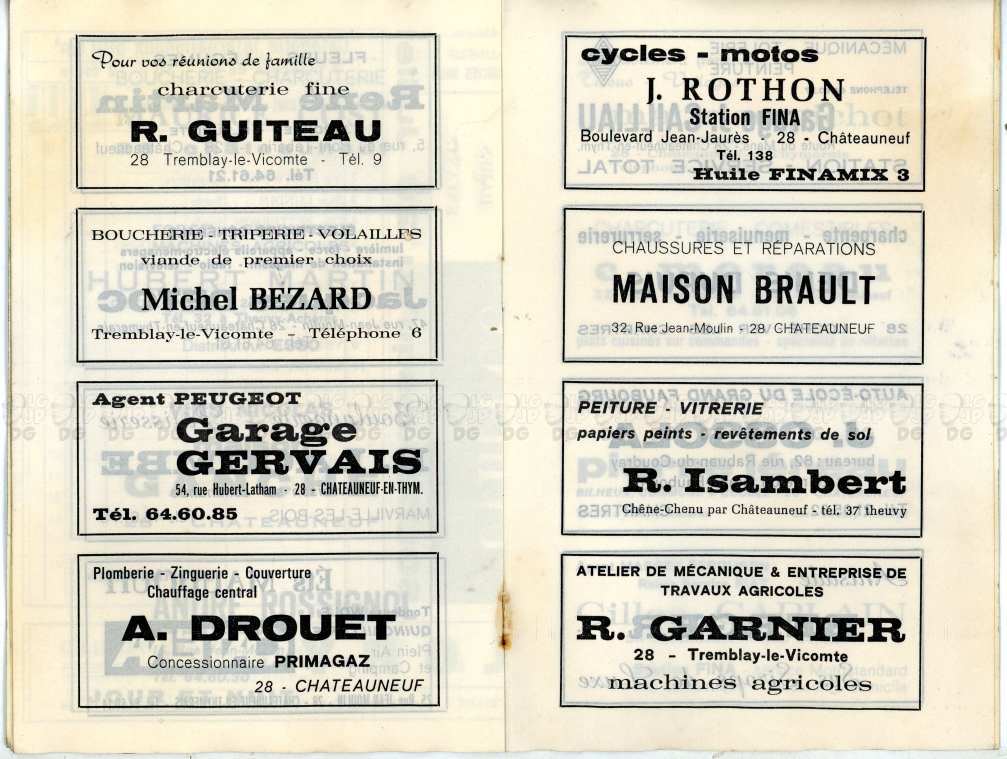 Pour vos réunions de famille
charcuterie fine
R. GUITEAU
28 Tremblay-le-Vicomte - Tél. 9
BOUCHERIE - TRIPERIE - VOLAILLES
viande de premier choix
Michel BEZARD
Tremblay-le-Vicomte - Téléphone 6
Agent PEUGEOT
Garage
GERVAIS
54, rue Hubert-Latham - 28 - CHATEAUNEUF-EN-THYM.
Tél. 64.60.85
Plomberie - Zinguerie - Couverture
Chauffage central
A. DROUET
Concessionnaire PRIMAGAZ
28 - CHATEAUNEUF
cycles - motos
J. ROTHON
Station FINA
Boulevard Jean-Jaurès - 28 - Châteauneuf
Tél. 138
Huile FINAMIX 3
CHAUSSURES ET RÉPARATIONS
MAISON BRAULT
32, Rue Jean-Moulin - 28 / CHATEAUNEUF
PEITURE - VITRERIE
papiers peints - revêtements de sol
R. Isambert
Chêne-Chenu par Châteauneuf - tél. 37 theuvy
ATELIER DE MÉCANIQUE & ENTREPRISE DE
TRAVAUX AGRICOLES
R. GARNIER
28 - Tremblay-le-Vicomte
machines agricoles